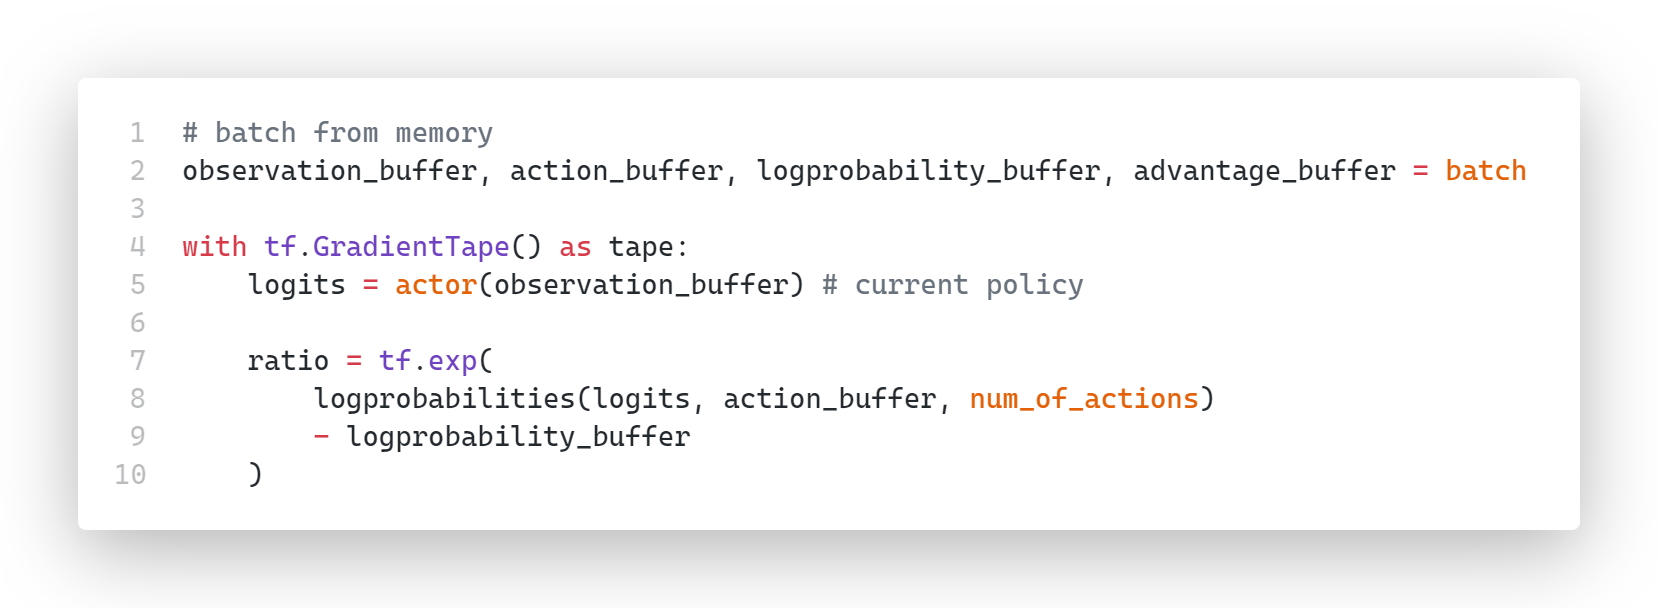 1 # batch from memory
2 observation_buffer, action_buffer, logprobability_buffer, advantage_buffer = batch
3
4 with tf.GradientTape() as tape:
5     logits = actor(observation_buffer) # current policy
6
7     ratio = tf.exp(
8         logprobabilities(logits, action_buffer, num_of_actions)
9         - logprobability_buffer
10     )